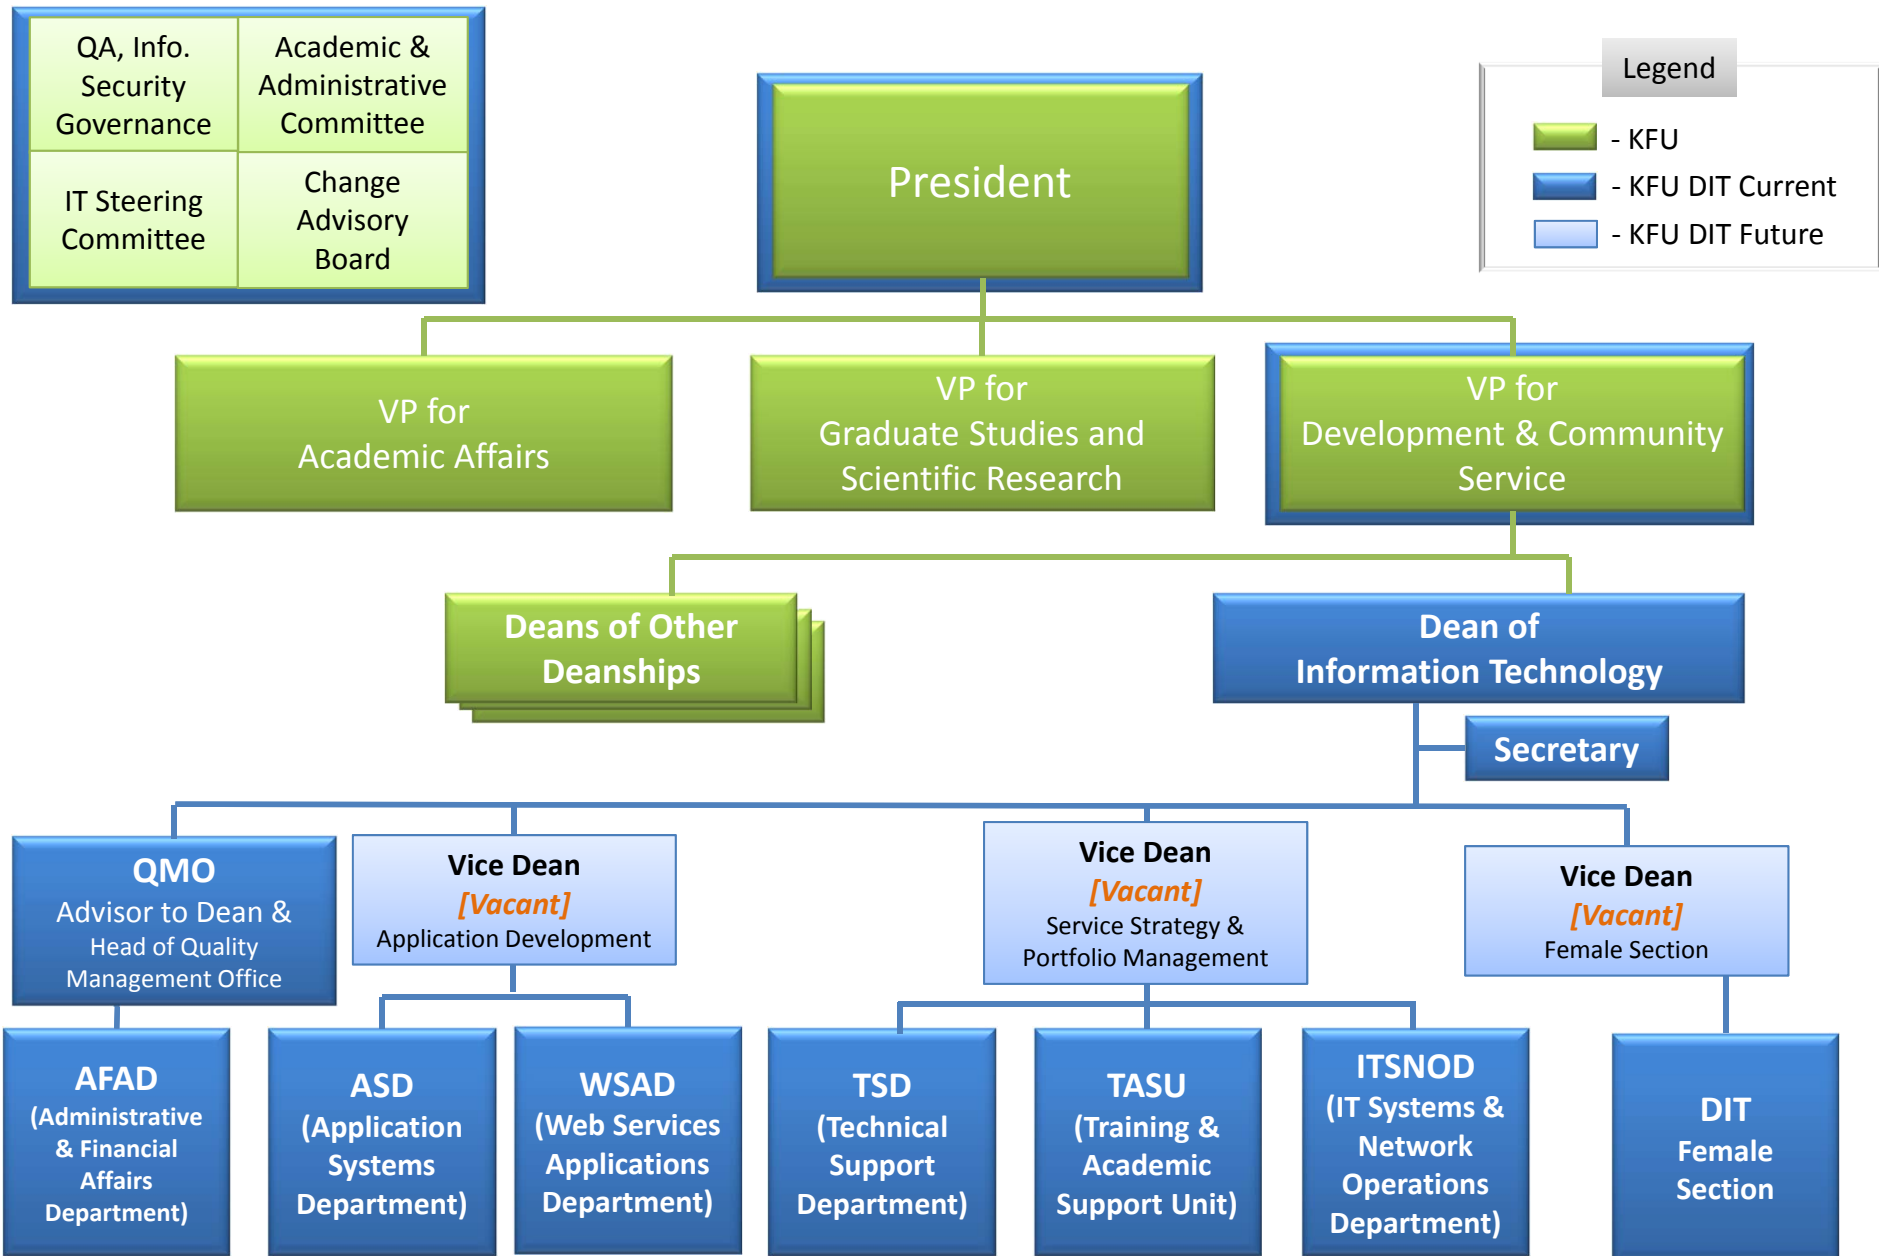 QA, Info.
Security
Governance
Academic &
Administrative
Committee
IT Steering
Committee
Change
Advisory
Board
President
Legend
- KFU
- KFU DIT Current
- KFU DIT Future
VP for
Academic Affairs
VP for
Graduate Studies and
Scientific Research
VP for
Development & Community
Service
Deans of Other
Deanships
Dean of
Information Technology
Secretary
QMO
Advisor to Dean &
Head of Quality
Management Office
Vice Dean
[Vacant]
Application Development
Vice Dean
[Vacant]
Service Strategy &
Portfolio Management
Vice Dean
[Vacant]
Female Section
AFAD
(Administrative
& Financial
Affairs
Department)
ASD
(Application
Systems
Department)
WSAD
(Web Services
Applications
Department)
TSD
(Technical
Support
Department)
TASU
(Training &
Academic
Support Unit)
ITSNOD
(IT Systems &
Network
Operations
Department)
DIT
Female
Section